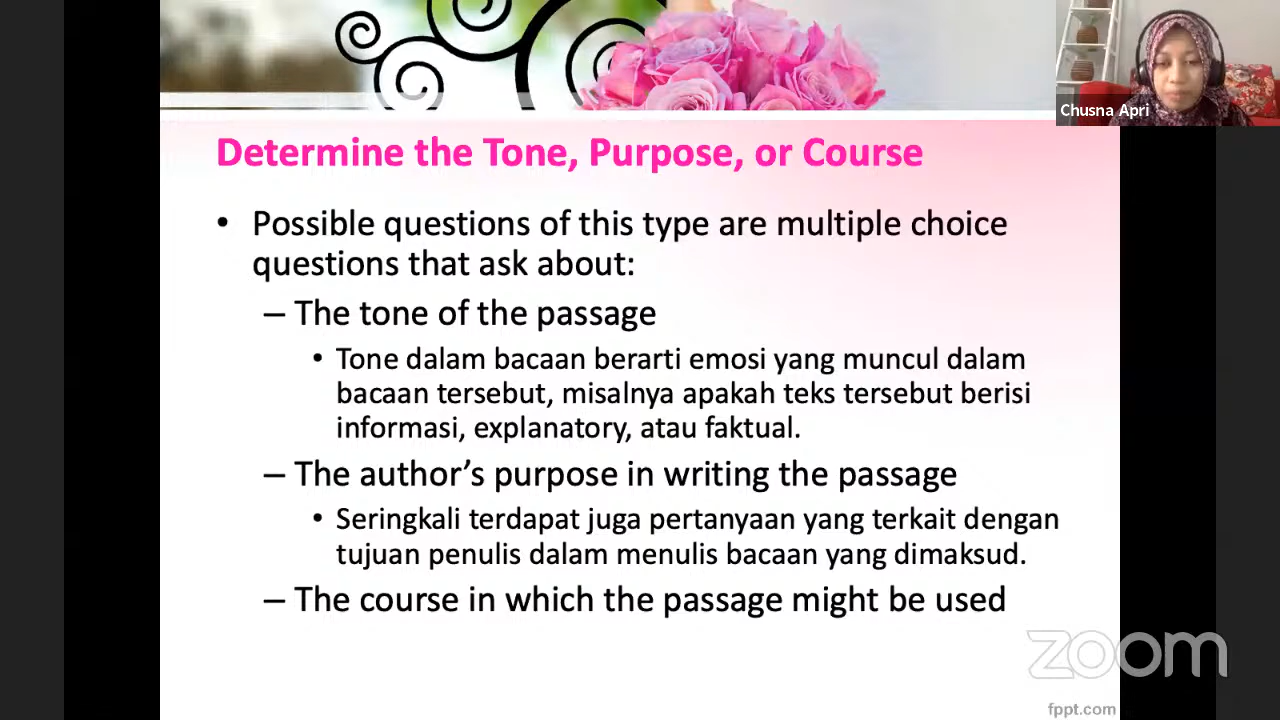 Chusna Apri
Determine the Tone, Purpose, or Course
• Possible questions of this type are multiple choice
questions that ask about:
– The tone of the passage
• Tone dalam bacaan berarti emosi yang muncul dalam
bacaan tersebut, misalnya apakah teks tersebut berisi
informasi, explanatory, atau faktual.
– The author’s purpose in writing the passage
• Seringkali terdapat juga pertanyaan yang terkait dengan
tujuan penulis dalam menulis bacaan yang dimaksud.
– The course in which the passage might be used
zoom
fppt.com